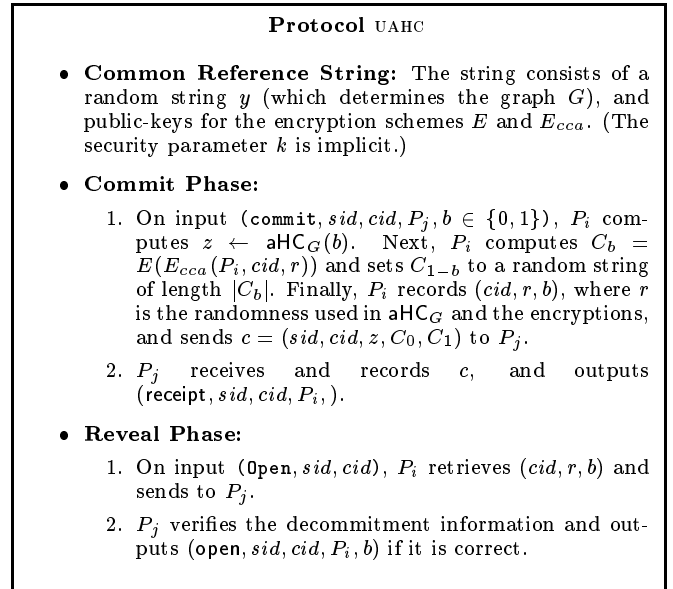 Protocol UAHC
• Common Reference String: The string consists of a
random string y (which determines the graph G), and
public-keys for the encryption schemes E and E_cca. (The
security parameter k is implicit.)
• Commit Phase:
1. On input (commit, sid, cid, P_j, b ∈ {0, 1}), P_i com-
putes z ← aHC_G(b). Next, P_i computes C_b =
E(E_cca(P_i, cid, r)) and sets C_{1−b} to a random string
of length |C_b|. Finally, P_i records (cid, r, b), where r
is the randomness used in aHC_G and the encryptions,
and sends c = (sid, cid, z, C_0, C_1) to P_j.
2. P_j receives and records c, and outputs
(receipt, sid, cid, P_i, ).
• Reveal Phase:
1. On input (Open, sid, cid), P_i retrieves (cid, r, b) and
sends to P_j.
2. P_j verifies the decommitment information and out-
puts (open, sid, cid, P_i, b) if it is correct.